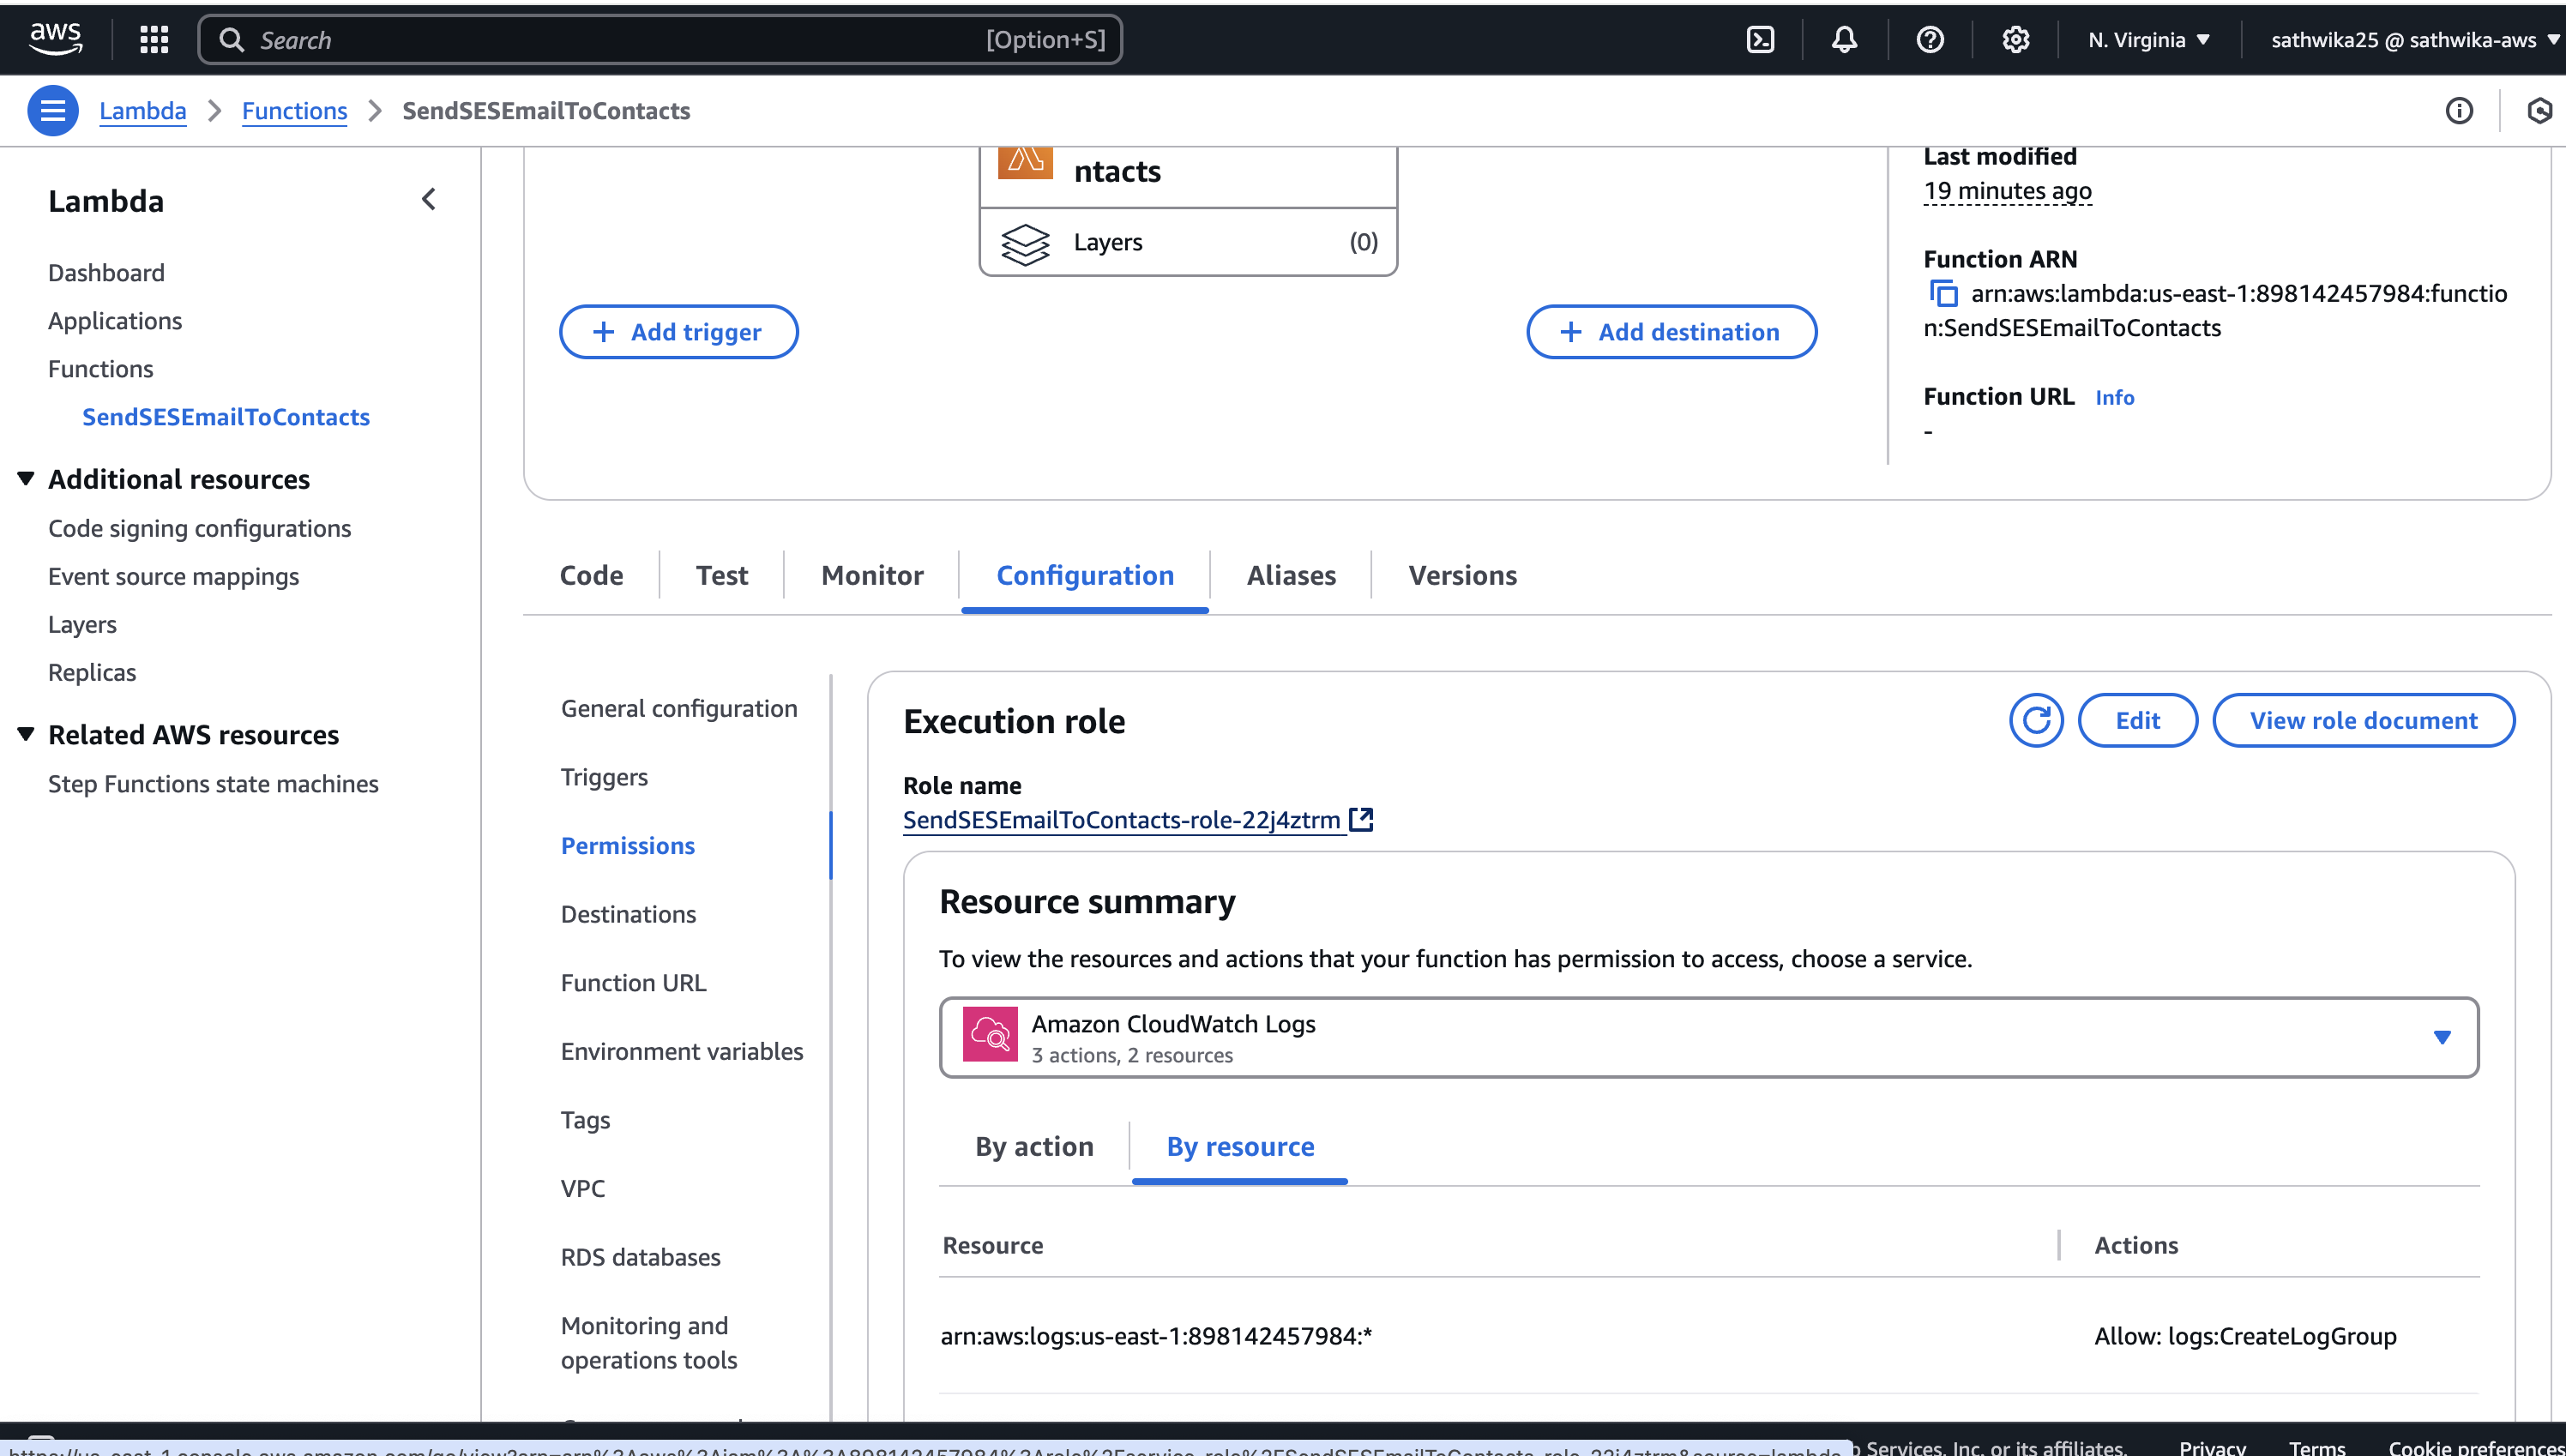 aws
Search
[Option+S]
N. Virginia
sathwika25 @ sathwika-aws
Lambda
Functions
SendSESEmailToContacts
Lambda
Dashboard
Applications
Functions
SendSESEmailToContacts
Additional resources
Code signing configurations
Event source mappings
Layers
Replicas
Related AWS resources
Step Functions state machines
ntacts
Layers
(0)
Add trigger
Add destination
Last modified
19 minutes ago
Function ARN
arn:aws:lambda:us-east-1:898142457984:functio
n:SendSESEmailToContacts
Function URL Info
-
Code
Test
Monitor
Configuration
Aliases
Versions
General configuration
Triggers
Permissions
Destinations
Function URL
Environment variables
Tags
VPC
RDS databases
Monitoring and
operations tools
Execution role
Edit
View role document
Role name
SendSESEmailToContacts-role-22j4ztrm
Resource summary
To view the resources and actions that your function has permission to access, choose a service.
Amazon CloudWatch Logs
3 actions, 2 resources
By action
By resource
Resource
Actions
arn:aws:logs:us-east-1:898142457984:*
Allow: logs:CreateLogGroup
Services, Inc. or its affiliates.
Privacy
Terms
Cookie preferences